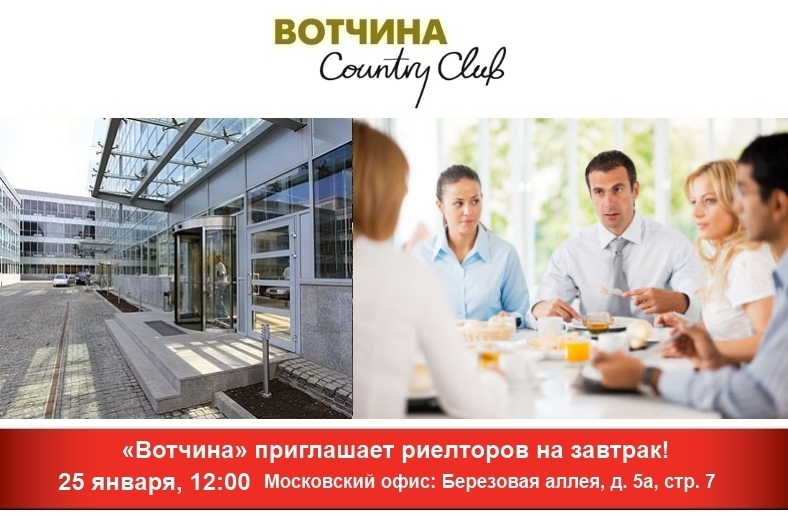 ВОТЧИНА
Country Club
«Вотчина» приглашает риелторов на завтрак!
25 января, 12:00 Московский офис: Березовая аллея, д. 5а, стр. 7